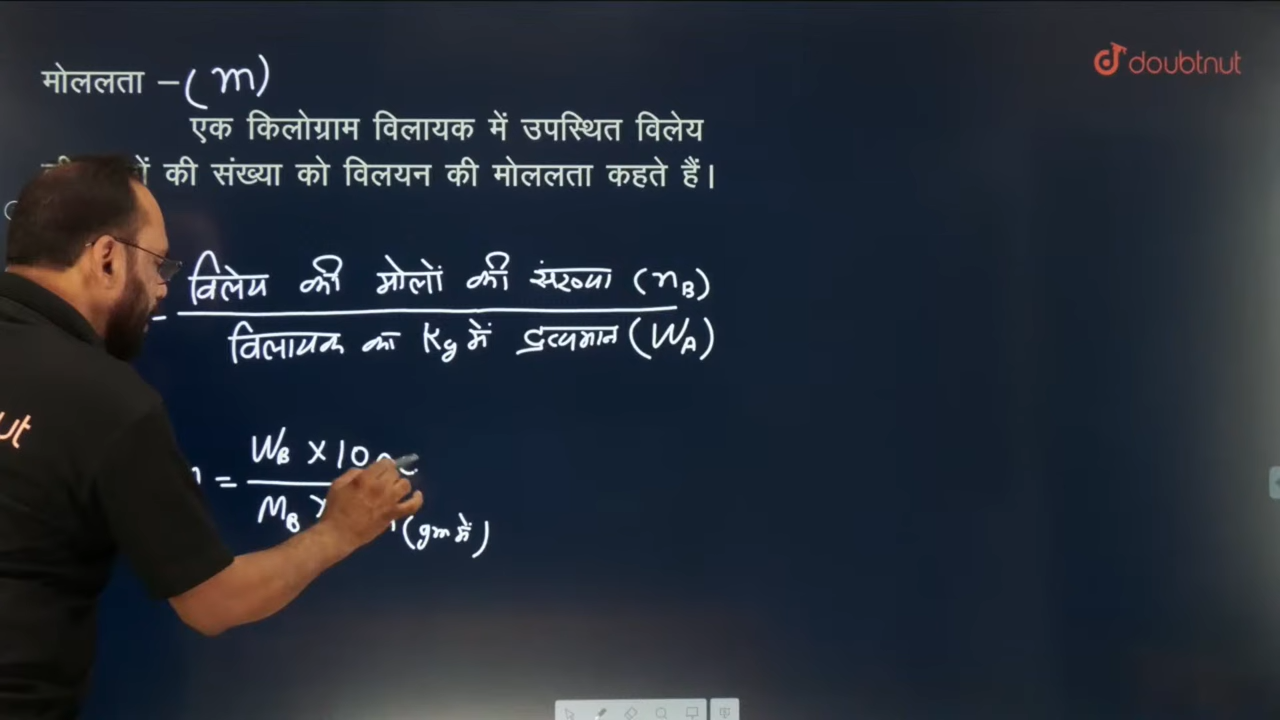 मोललता – (m)
doubtnut
एक किलोग्राम विलायक में उपस्थित विलेय
की संख्या को विलयन की मोललता कहते हैं।
विलेय की मोलों की संख्या (nB)
विलायक का Kg में द्रव्यमान (WA)
= WB × 10
MB × (gm में)